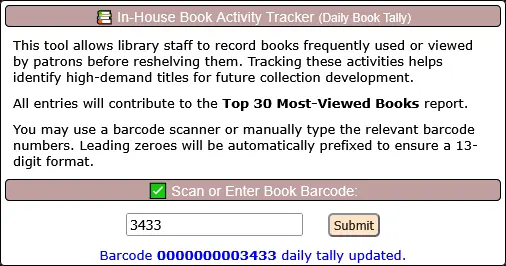 In-House Book Activity Tracker (Daily Book Tally)
This tool allows library staff to record books frequently used or viewed
by patrons before reshelving them. Tracking these activities helps
identify high-demand titles for future collection development.
All entries will contribute to the Top 30 Most-Viewed Books report.
You may use a barcode scanner or manually type the relevant barcode
numbers. Leading zeroes will be automatically prefixed to ensure a 13-
digit format.
Scan or Enter Book Barcode:
3433 Submit
Barcode 0000000003433 daily tally updated.